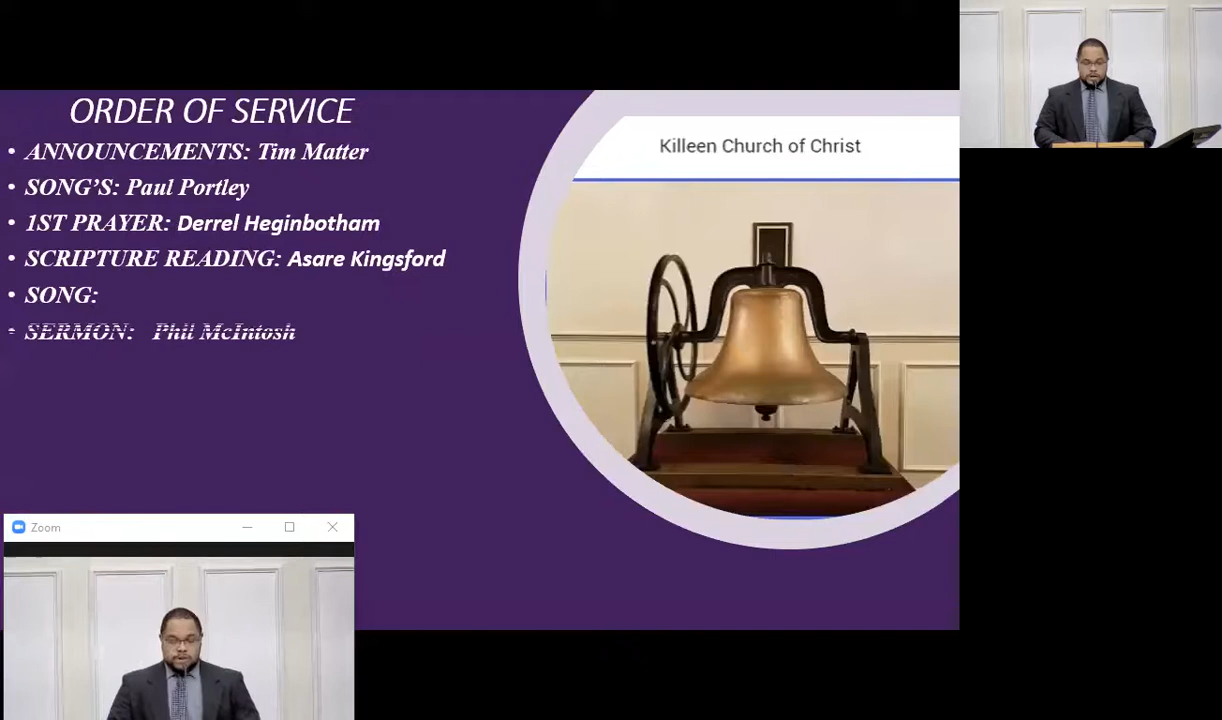 ORDER OF SERVICE
• ANNOUNCEMENTS: Tim Matter
• SONG'S: Paul Portley
• 1ST PRAYER: Derrel Heginbotham
• SCRIPTURE READING: Asare Kingsford
• SONG:
• SERMON: Phil McIntosh
Killeen Church of Christ
Zoom